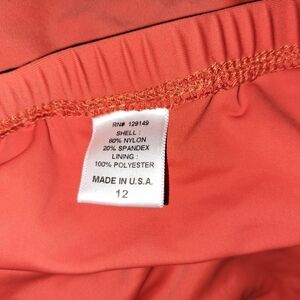 RN# 129149
SHELL :
80% NYLON
20% SPANDEX
LINING :
100% POLYESTER
MADE IN U.S.A.
12